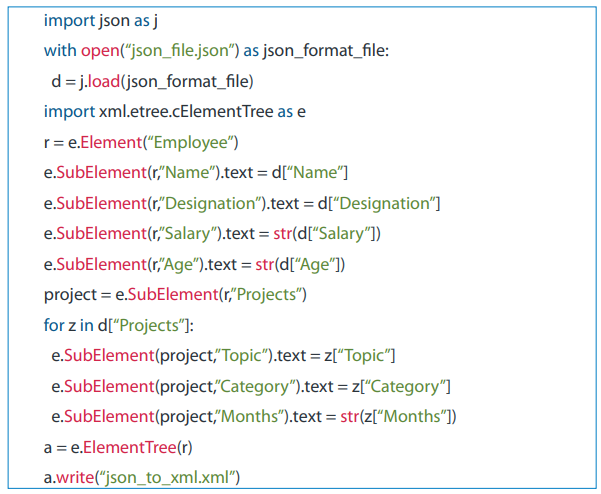 import json as j
with open(“json_file.json”) as json_format_file:
d = j.load(json_format_file)
import xml.etree.cElementTree as e
r = e.Element(“Employee”)
e.SubElement(r,”Name”).text = d[“Name”]
e.SubElement(r,”Designation”).text = d[“Designation”]
e.SubElement(r,”Salary”).text = str(d[“Salary”])
e.SubElement(r,”Age”).text = str(d[“Age”])
project = e.SubElement(r,”Projects”)
for z in d[“Projects”]:
e.SubElement(project,”Topic”).text = z[“Topic”]
e.SubElement(project,”Category”).text = z[“Category”]
e.SubElement(project,”Months”).text = str(z[“Months”])
a = e.ElementTree(r)
a.write(“json_to_xml.xml”)